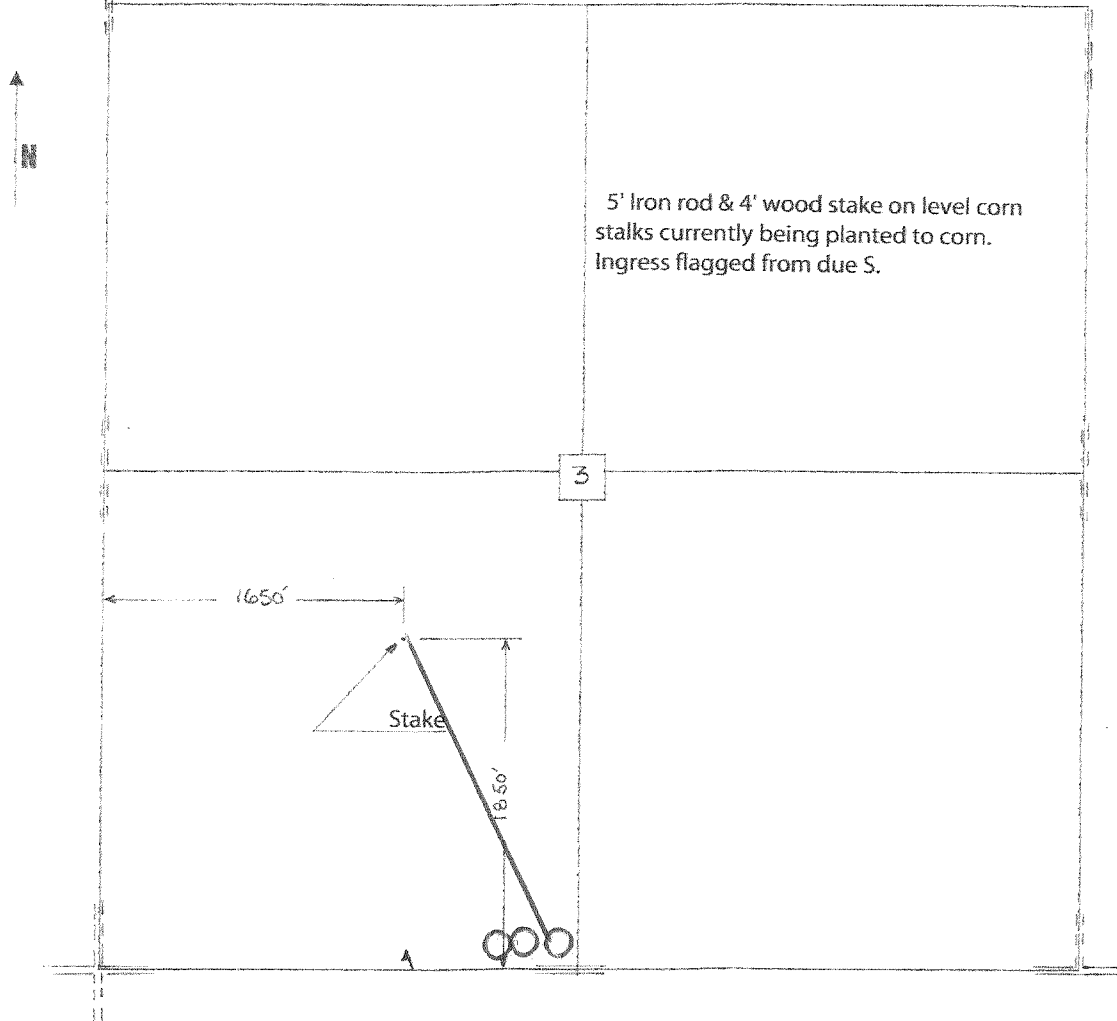 N
5' Iron rod & 4' wood stake on level corn
stalks currently being planted to corn.
Ingress flagged from due S.
3
1650'
Stake
1850'